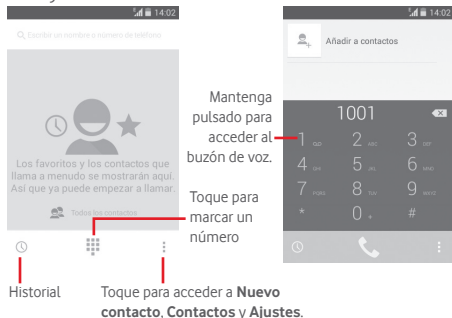 14:02
Escribir un nombre o número de teléfono
Los favoritos y los contactos que
llama a menudo se mostrarán aquí.
Así que ya puede empezar a llamar.
Todos los contactos
Historial
Toque para acceder a Nuevo
contacto, Contactos y Ajustes.
Toque para
marcar un
número
Mantenga
pulsado para
acceder al
buzón de voz.
14:02
Añadir a contactos
1001
1 2 ABC 3 DEF
4 GHI 5 JKL 6 MNO
7 PQRS 8 TUV 9 WXYZ
* 0 + #